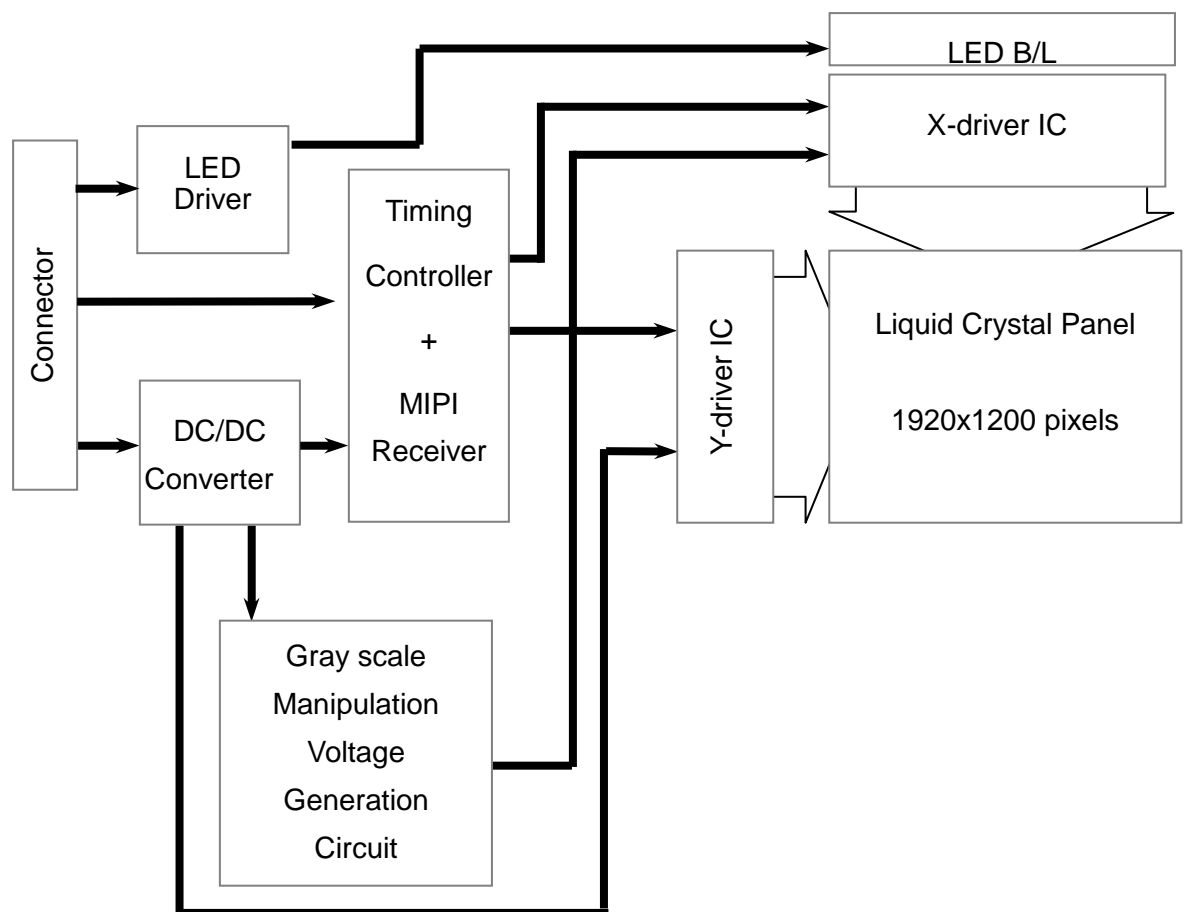 LED B/L
X-driver IC
LED
Driver
Connector
Timing
Controller
+
MIPI
Receiver
Y-driver IC
Liquid Crystal Panel
1920x1200 pixels
DC/DC
Converter
Gray scale
Manipulation
Voltage
Generation
Circuit